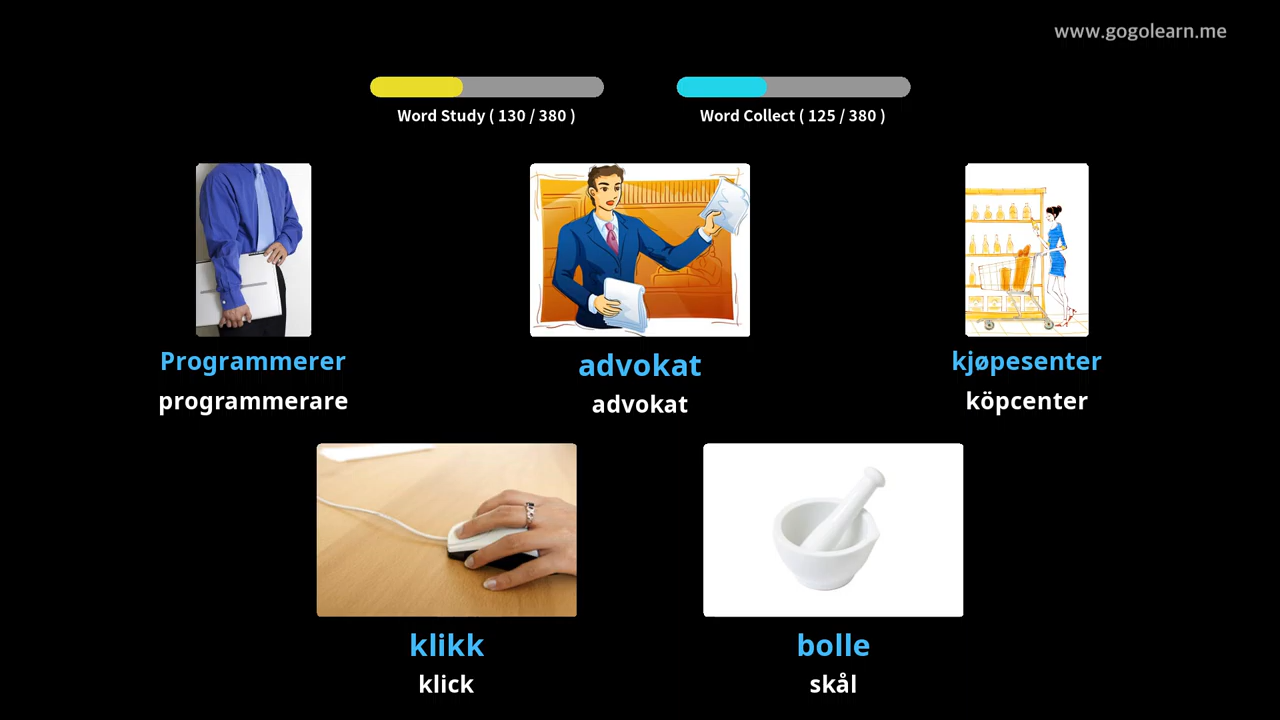 www.gogolearn.me
Word Study ( 130 / 380 )
Word Collect ( 125 / 380 )
Programmerer
programmerare
advokat
advokat
kjøpesenter
köpcenter
klikk
klick
bolle
skål